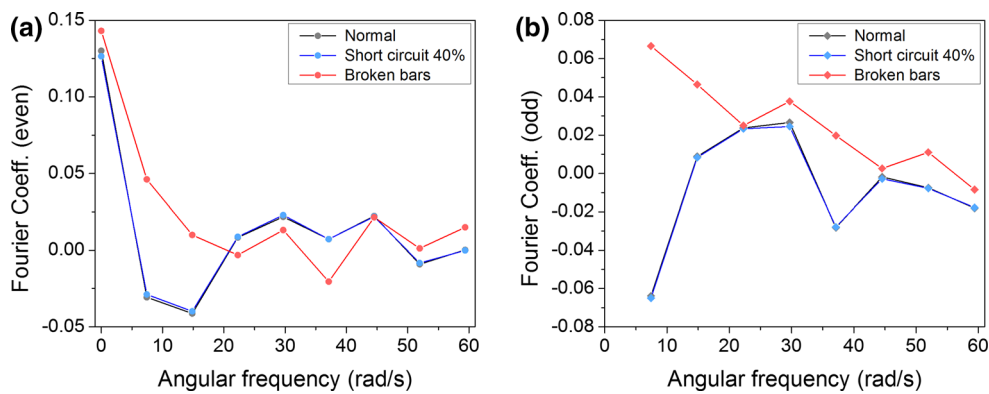 (a)
0.15
0.10
0.05
0.00
-0.05
Fourier Coeff. (even)
Normal
Short circuit 40%
Broken bars
0 10 20 30 40 50 60
Angular frequency (rad/s)
(b)
0.08
0.06
0.04
0.02
0.00
-0.02
-0.04
-0.06
-0.08
Fourier Coeff. (odd)
Normal
Short circuit 40%
Broken bars
0 10 20 30 40 50 60
Angular frequency (rad/s)